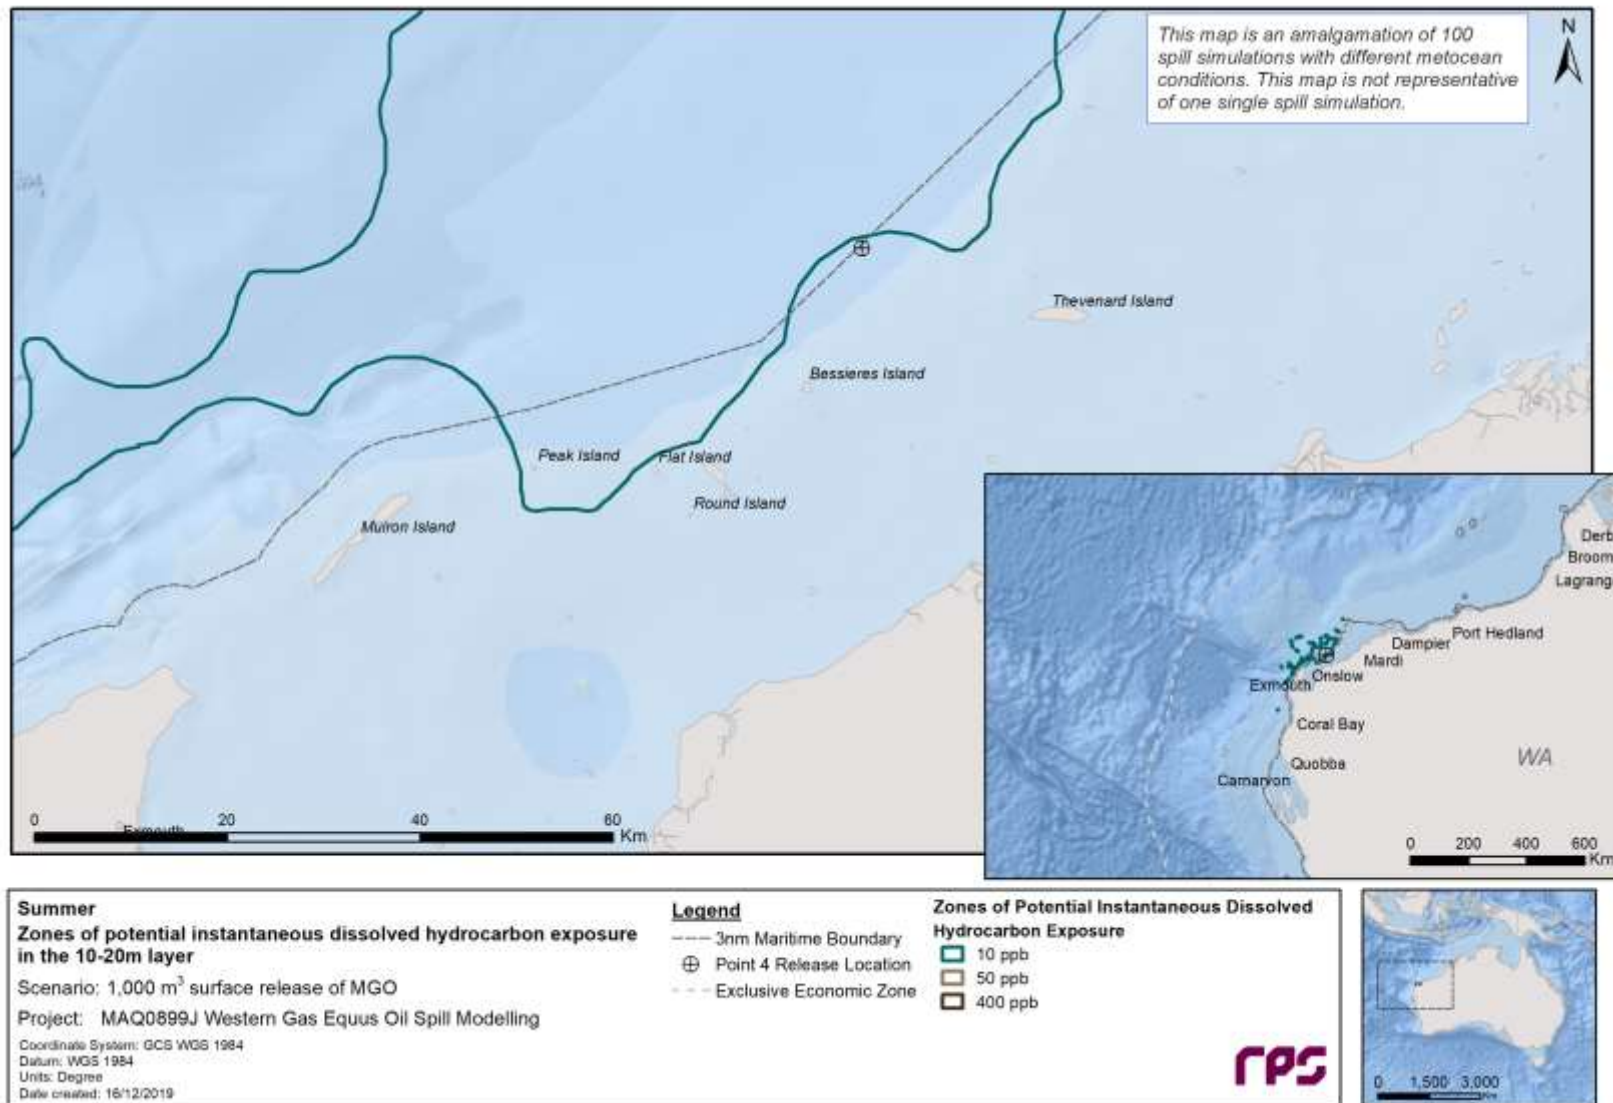 This map is an amalgamation of 100
spill simulations with different metocean
conditions. This map is not representative
of one single spill simulation.
N
Thevenard Island
Bessieres Island
Peak Island
Flat Island
Round Island
Muiron Island
Exmouth
0 20 40 60 Km
Derb
Broom
Lagrang
Port Hedland
Dampier
Mardi
Onslow
Exmouth
Coral Bay
Quobba
Carnarvon
WA
0 200 400 600
Km
Summer
Zones of potential instantaneous dissolved hydrocarbon exposure
in the 10-20m layer
Scenario: 1,000 m³ surface release of MGO
Project: MAQ0899J Western Gas Equus Oil Spill Modelling
Coordinate System: GCS WGS 1984
Datum: WGS 1984
Units: Degree
Date created: 16/12/2019
Legend
3nm Maritime Boundary
Point 4 Release Location
Exclusive Economic Zone
Zones of Potential Instantaneous Dissolved
Hydrocarbon Exposure
10 ppb
50 ppb
400 ppb
rps
0 1,500 3,000
Km